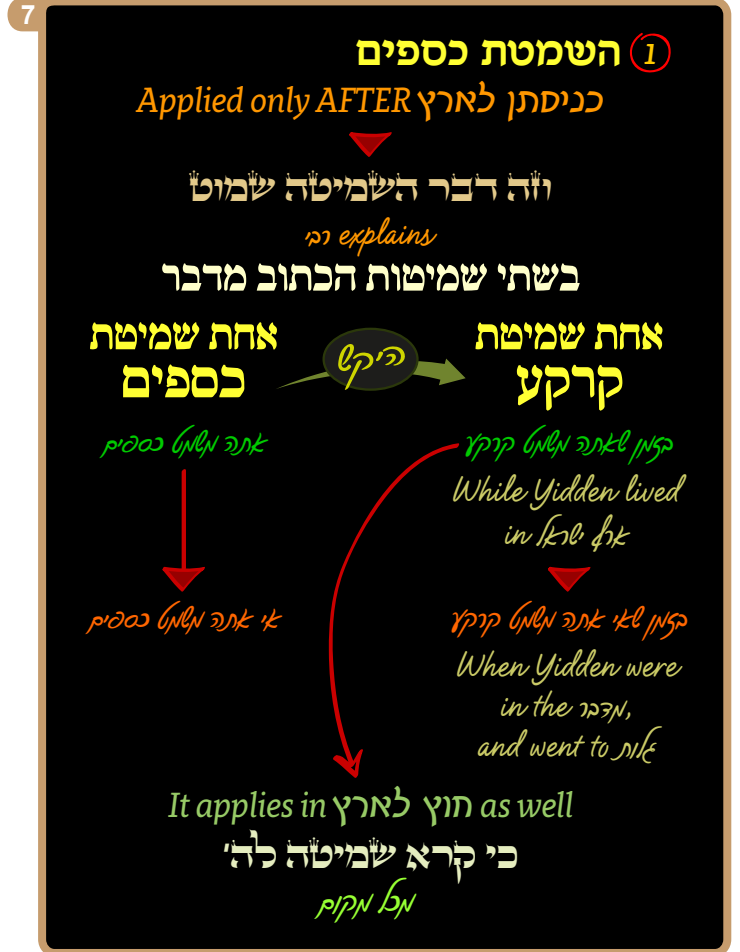 7
1 השמטת כספים
Applied only AFTER כניסתן לארץ
וזה דבר השמיטה שמוט
רבי explains
בשתי שמיטות הכתוב מדבר
אחת שמיטת קרקע
היקש
אחת שמיטת כספים
בזמן שאתה משמט קרקע
אתה משמט כספים
While Yidden lived
in ארץ ישראל
בזמן שאי אתה משמט קרקע
אי אתה משמט כספים
When Yidden were
in the מדבר,
and went to גלות
It applies in חוץ לארץ as well
כי קרא שמיטה לה'
מכל מקום